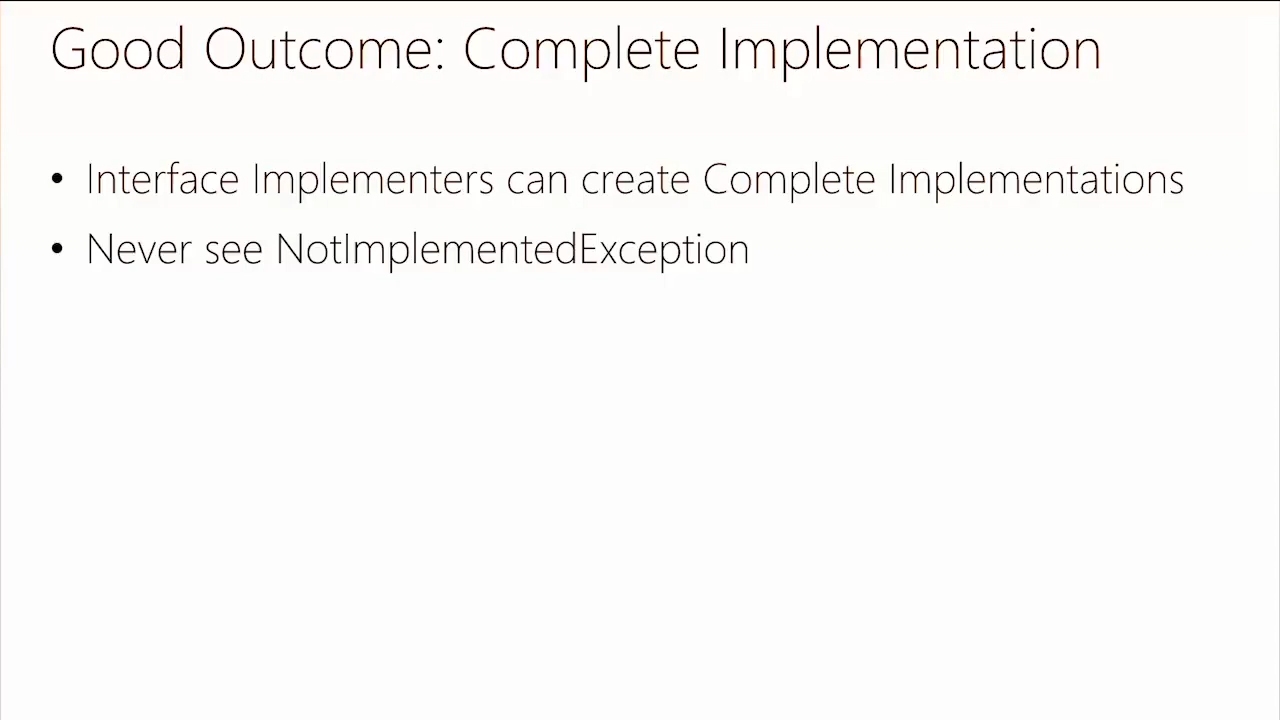 Good Outcome: Complete Implementation
• Interface Implementers can create Complete Implementations
• Never see NotImplementedException